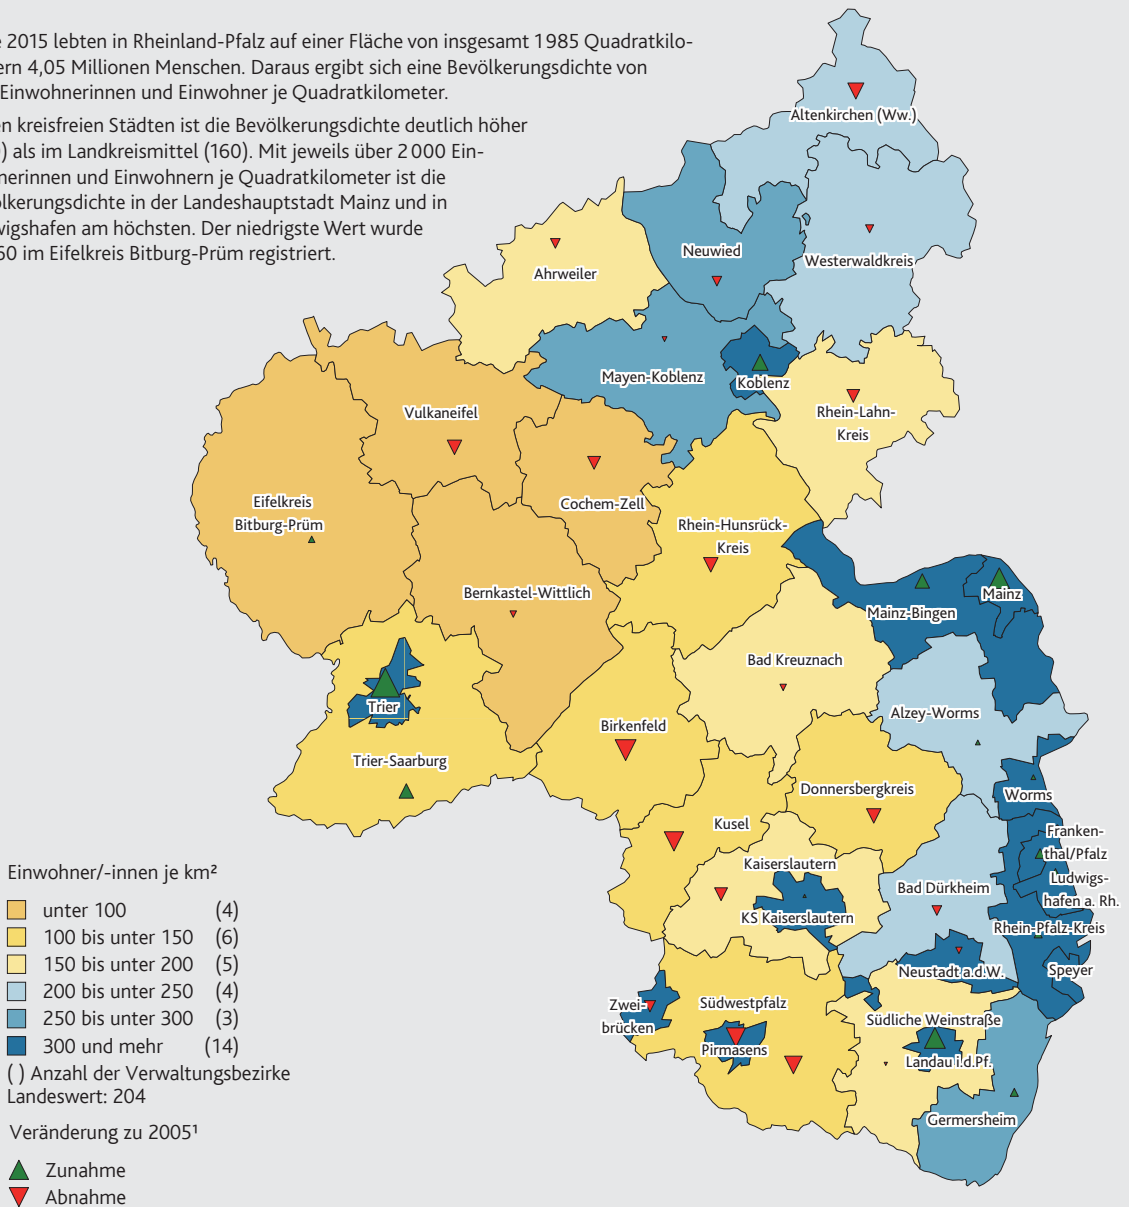 2015 lebten in Rheinland-Pfalz auf einer Fläche von insgesamt 1 985 Quadratkilo-
ern 4,05 Millionen Menschen. Daraus ergibt sich eine Bevölkerungsdichte von
Einwohnerinnen und Einwohner je Quadratkilometer.
en kreisfreien Städten ist die Bevölkerungsdichte deutlich höher
) als im Landkreismittel (160). Mit jeweils über 2 000 Ein-
nerinnen und Einwohnern je Quadratkilometer ist die
ölkerungsdichte in der Landeshauptstadt Mainz und in
wigshafen am höchsten. Der niedrigste Wert wurde
60 im Eifelkreis Bitburg-Prüm registriert.
Altenkirchen (Ww.)
Neuwied
Westerwaldkreis
Ahrweiler
Mayen-Koblenz
Koblenz
Rhein-Lahn-
Kreis
Vulkaneifel
Cochem-Zell
Eifelkreis
Bitburg-Prüm
Rhein-Hunsrück-
Kreis
Bernkastel-Wittlich
Mainz
Mainz-Bingen
Bad Kreuznach
Trier
Alzey-Worms
Birkenfeld
Trier-Saarburg
Donnersbergkreis
Worms
Kusel
Franken-
thal/Pfalz
Kaiserslautern
Ludwigs-
hafen a. Rh.
Bad Dürkheim
KS Kaiserslautern
Rhein-Pfalz-Kreis
Neustadt a.d.W.
Speyer
Zwei-
brücken
Südwestpfalz
Südliche Weinstraße
Pirmasens
Landau i.d.Pf.
Germersheim
Einwohner/-innen je km²
unter 100 (4)
100 bis unter 150 (6)
150 bis unter 200 (5)
200 bis unter 250 (4)
250 bis unter 300 (3)
300 und mehr (14)
( ) Anzahl der Verwaltungsbezirke
Landeswert: 204
Veränderung zu 2005¹
Zunahme
Abnahme